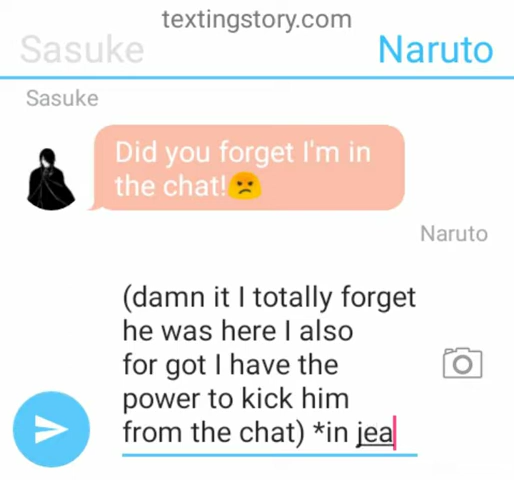 textingstory.com
Sasuke
Naruto
Sasuke
Did you forget I'm in
the chat!😠
Naruto
(damn it I totally forget
he was here I also
for got I have the
power to kick him
from the chat) *in jea